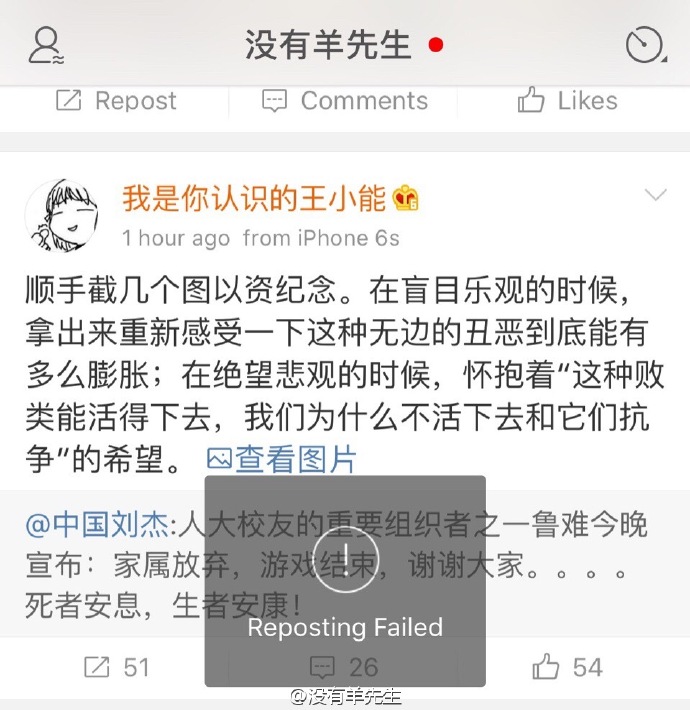 没有羊先生
Repost Comments Likes
我是你认识的王小能
1 hour ago from iPhone 6s
顺手截几个图以资纪念。在盲目乐观的时候，
拿出来重新感受一下这种无边的丑恶到底能有
多么膨胀；在绝望悲观的时候，怀抱着“这种败
类能活得下去，我们为什么不活下去和它们抗
争”的希望。 查看图片
@中国刘杰:人大校友的重要组织者之一鲁难今晚
宣布：家属放弃，游戏结束，谢谢大家。。。。
死者安息，生者安康！
Reposting Failed
51 26 54
@没有羊先生